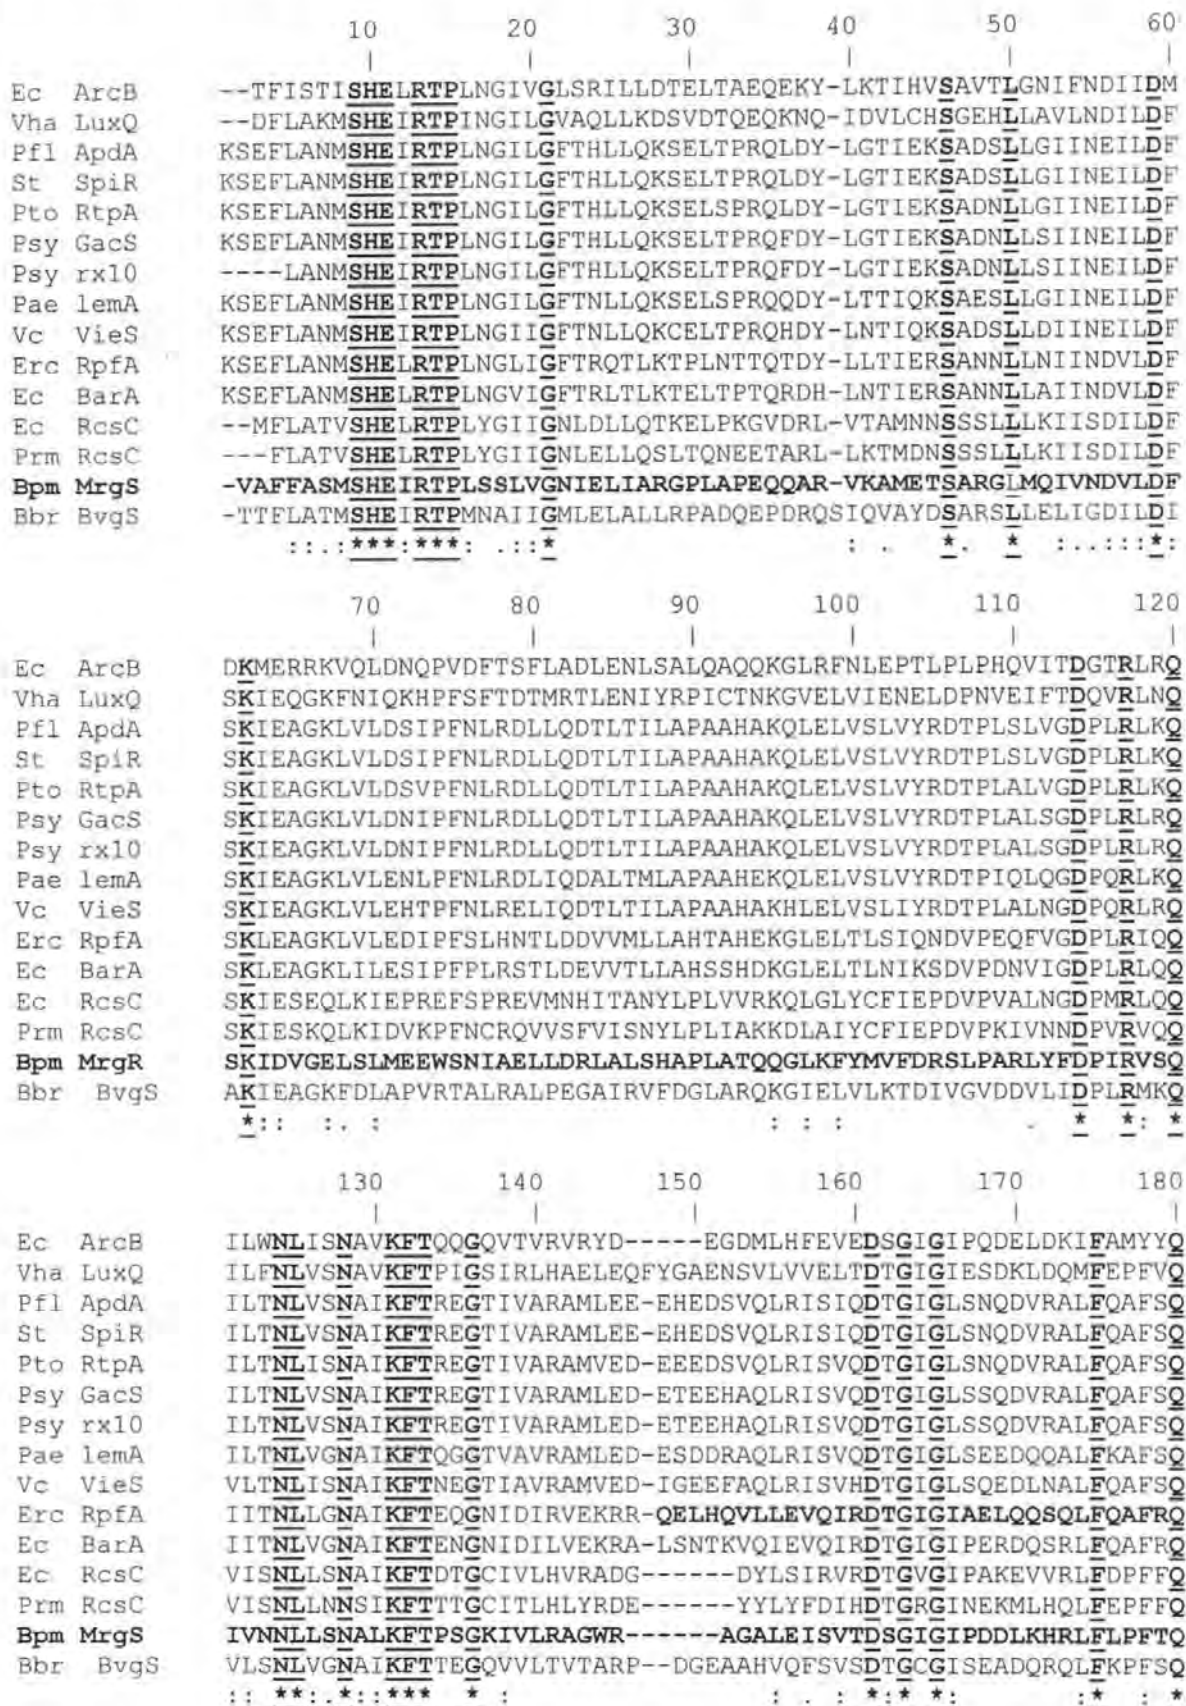 10 20 30 40 50 60
| | | | | |
Ec ArcB --TFISTISHELRTPLNGIVGLSRILLDTELTAEQEKY-LKTIHVSAVTLGNIFNDIIDM
Vha LuxQ --DFLAKMSHEIRTPINGILGVAQLLKDSVDTQEQKNQ-IDVLCHSGEHLLAVLNDILDF
Pfl ApdA KSEFLANMSHEIRTPLNGILGFTHLLQKSELTPRQLDY-LGTIEKSADSLLGIINEILDF
St SpiR KSEFLANMSHEIRTPLNGILGFTHLLQKSELTPRQLDY-LGTIEKSADSLLGIINEILDF
Pto RtpA KSEFLANMSHEIRTPLNGILGFTHLLQKSELSPRQLDY-LGTIEKSADNLLGIINEILDF
Psy GacS KSEFLANMSHEIRTPLNGILGFTHLLQKSELTPRQFDY-LGTIEKSADNLLSIINEILDF
Psy rx10 ----LANMSHEIRTPLNGILGFTHLLQKSELTPRQFDY-LGTIEKSADNLLSIINEILDF
Pae lemA KSEFLANMSHEIRTPLNGILGFTNLLQKSELSPRQQDY-LTTIQKSAESLLGIINEILDF
Vc VieS KSEFLANMSHEIRTPLNGIIGFTNLLQKCELTPRQHDY-LNTIQKSADSLLDIINEILDF
Erc RpfA KSEFLANMSHELRTPLNGLIGFTRQTLKTPLNTTQTDY-LLTIERSANNLLNIINDVLDF
Ec BarA KSEFLANMSHELRTPLNGVIGFTRLTLKTELTPTQRDH-LNTIERSANNLLAIINDVLDF
Ec RcsC --MFLATVSHELRTPLYGIIGNLDLLQTKELPKGVDRL-VTAMNNSSSLLLKIISDILDF
Prm RcsC ---FLATVSHELRTPLYGIIGNLELLQSLTQNEETARL-LKTMDNSSSLLLKIISDILDF
Bpm MrgS -VAFFASMSHEIRTPLSSLVGNIELIARGPLAPEQQAR-VKAMETSARGLMQIVNDVLDF
Bbr BvgS -TTFLATMSHEIRTPMNAIIGMLELALLRPADQEPDRQSIQVAYDSARSLLELIGDILDI
::.:***:***: .::* : . *. * :..:::*:
70 80 90 100 110 120
| | | | | |
Ec ArcB DKMERRKVQLDNQPVDFTSFLADLENLSALQAQQKGLRFNLEPTLPLPHQVITDGTRLRQ
Vha LuxQ SKIEQGKFNIQKHPFSFTDTMRTLENIYRPICTNKGVELVIENELDPNVEIFTDQVRLNQ
Pfl ApdA SKIEAGKLVLDSIPFNLRDLLQDTLTILAPAAHAKQLELVSLVYRDTPLSLVGDPLRLKQ
St SpiR SKIEAGKLVLDSIPFNLRDLLQDTLTILAPAAHAKQLELVSLVYRDTPLSLVGDPLRLKQ
Pto RtpA SKIEAGKLVLDSVPFNLRDLLQDTLTILAPAAHAKQLELVSLVYRDTPLALVGDPLRLKQ
Psy GacS SKIEAGKLVLDNIPFNLRDLLQDTLTILAPAAHAKQLELVSLVYRDTPLALSGDPLRLRQ
Psy rx10 SKIEAGKLVLDNIPFNLRDLLQDTLTILAPAAHAKQLELVSLVYRDTPLALSGDPLRLRQ
Pae lemA SKIEAGKLVLENLPFNLRDLIQDALTMLAPAAHEKQLELVSLVYRDTPIQLQGDPQRLKQ
Vc VieS SKIEAGKLVLEHTPFNLRELIQDTLTILAPAAHAKHLELVSLIYRDTPLALNGDPQRLRQ
Erc RpfA SKLEAGKLVLEDIPFSLHNTLDDVVMLLAHTAHEKGLELTLSIQNDVPEQFVGDPLRIQQ
Ec BarA SKLEAGKLILESIPFPLRSTLDEVVTLLAHSSHDKGLELTLNIKSDVPDNVIGDPLRLQQ
Ec RcsC SKIESEQLKIEPREFSPREVMNHITANYLPLVVRKQLGLYCFIEPDVPVALNGDPMRLQQ
Prm RcsC SKIESKQLKIDVKPFNCRQVVSFVISNYLPLIAKKDLAIYCFIEPDVPKIVNNDPVRVQQ
Bpm MrgR SKIDVGELSLMEEWSNIAELLDRLALSHAPLATQQGLKFYMVFDRSLPARLYFDPIRVSQ
Bbr BvgS AKIEAGKFDLAPVRTALRALPEGAIRVFDGLARQKGIELVLKTDIVGVDDVLIDPLRMKQ
*:: :. : : : : . * *: *
130 140 150 160 170 180
| | | | | |
Ec ArcB ILWNLISNAVKFTQQGQVTVRVRYD-----EGDMLHFEVEDSGIGIPQDELDKIFAMYYQ
Vha LuxQ ILFNLVSNAVKFTPIGSIRLHAELEQFYGAENSVLVVELTDTGIGIESDKLDQMFEPFVQ
Pfl ApdA ILTNLVSNAIKFTREGTIVARAMLEE-EHEDSVQLRISIQDTGIGLSNQDVRALFQAFSQ
St SpiR ILTNLVSNAIKFTREGTIVARAMLEE-EHEDSVQLRISIQDTGIGLSNQDVRALFQAFSQ
Pto RtpA ILTNLISNAIKFTREGTIVARAMVED-EEEDSVQLRISVQDTGIGLSNQDVRALFQAFSQ
Psy GacS ILTNLVSNAIKFTREGTIVARAMLED-ETEEHAQLRISVQDTGIGLSSQDVRALFQAFSQ
Psy rx10 ILTNLVSNAIKFTREGTIVARAMLED-ETEEHAQLRISVQDTGIGLSSQDVRALFQAFSQ
Pae lemA ILTNLVGNAIKFTQGGTVAVRAMLED-ESDDRAQLRISVQDTGIGLSEEDQQALFKAFSQ
Vc VieS VLTNLISNAIKFTNEGTIAVRAMVED-IGEEFAQLRISVHDTGIGLSQEDLNALFQAFSQ
Erc RpfA IITNLLGNAIKFTEQGNIDIRVEKRR-QELHQVLLEVQIRDTGIGIAELQQSQLFQAFRQ
Ec BarA IITNLVGNAIKFTENGNIDILVEKRA-LSNTKVQIEVQIRDTGIGIPERDQSRLFQAFRQ
Ec RcsC VISNLLSNAIKFTDTGCIVLHVRADG------DYLSIRVRDTGVGIPAKEVVRLFDPFFQ
Prm RcsC VISNLLNNSIKFTTTGCITLHLYRDE------YYLYFDIHDTGRGINEKMLHQLFEPFFQ
Bpm MrgS IVNNLLSNALKFTPSGKIVLRAGWR------AGALEISVTDSGIGIPDDLKHRLFLPFTQ
Bbr BvgS VLSNLVGNAIKFTTEGQVVLTVTARP--DGEAAHVQFSVSDTGCGISEADQRQLFKPFSQ
:: **:.*::*** * : : :*:* *: :* : *